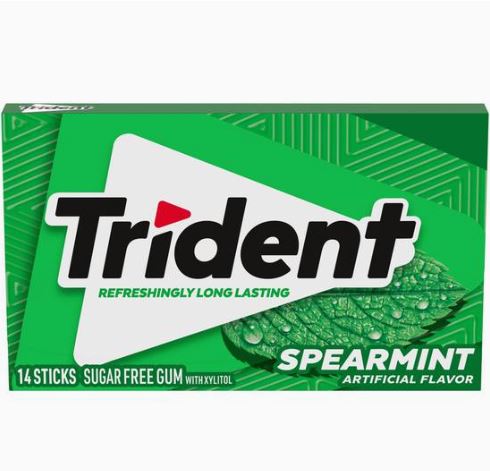 Trident
Trident
REFRESHINGLY LONG LASTING
SPEARMINT
ARTIFICIAL FLAVOR
14 STICKS SUGAR FREE GUM WITH XYLITOL